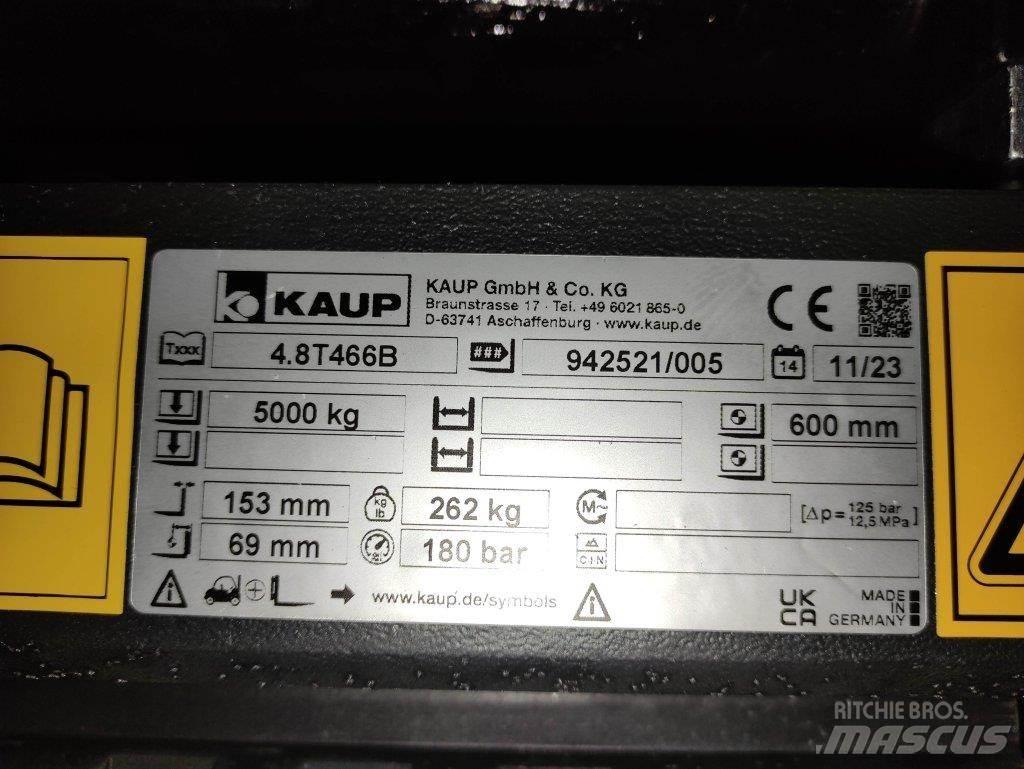 KAUP
KAUP GmbH & Co. KG
Braunstrasse 17 · Tel. +49 6021 865-0
D-63741 Aschaffenburg · www.kaup.de
CE
Txxx
4.8T466B
###
942521/005
14
11/23
5000 kg
600 mm
153 mm
kg
lb
262 kg
M~
[Δp= 125 bar
12,5 MPa]
69 mm
180 bar
C.I.N
www.kaup.de/symbols
UK
CA
MADE
IN
GERMANY
RITCHIE BROS.
MASCUS